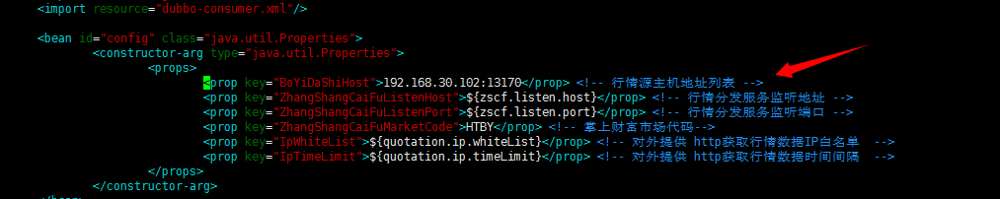 <import resource="dubbo-consumer.xml"/>
<bean id="config" class="java.util.Properties">
<constructor-arg type="java.util.Properties">
<props>
<prop key="BoYiDaShiHost">192.168.30.102:13170</prop> <!-- 行情源主机地址列表 -->
<prop key="ZhangShangCaiFuListenHost">${zscf.listen.host}</prop> <!-- 行情分发服务监听地址 -->
<prop key="ZhangShangCaiFuListenPort">${zscf.listen.port}</prop> <!-- 行情分发服务监听端口 -->
<prop key="ZhangShangCaiFuMarketCode">HTBY</prop> <!-- 掌上财富市场代码-->
<prop key="IpWhiteList">${quotation.ip.whiteList}</prop> <!-- 对外提供 http获取行情数据IP白名单  -->
<prop key="IpTimeLimit">${quotation.ip.timeLimit}</prop> <!-- 对外提供 http获取行情数据时间间隔  -->
</props>
</constructor-arg>